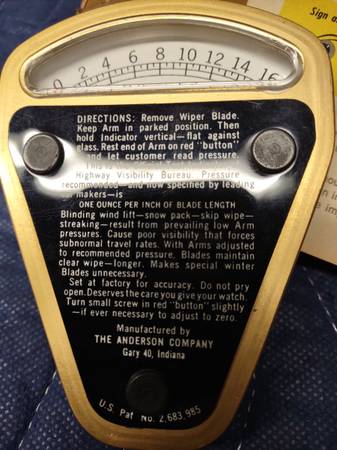 Sign a
0 2 4 6 8 10 12 14 16
DIRECTIONS: Remove Wiper Blade.
Keep Arm in parked position. Then
hold Indicator vertical—flat against
glass. Rest end of Arm on red "button"
and let customer read pressure.
This is the
Highway Visibility Bureau. Pressure
recommended—and now specified by leading
car makers—is
ONE OUNCE PER INCH OF BLADE LENGTH
Blinding wind lift—snow pack—skip wipe—
streaking—result from prevailing low Arm
pressures. Cause poor visibility that forces
subnormal travel rates. With Arms adjusted
to recommended pressure. Blades maintain
clear wipe—longer. Makes special winter
Blades unnecessary.
Set at factory for accuracy. Do not pry
open. Deserves the care you give your watch.
Turn small screw in red "button" slightly
—if ever necessary to adjust to zero.
Manufactured by
THE ANDERSON COMPANY
Gary 40, Indiana
U.S. Pat No. 2,683,985